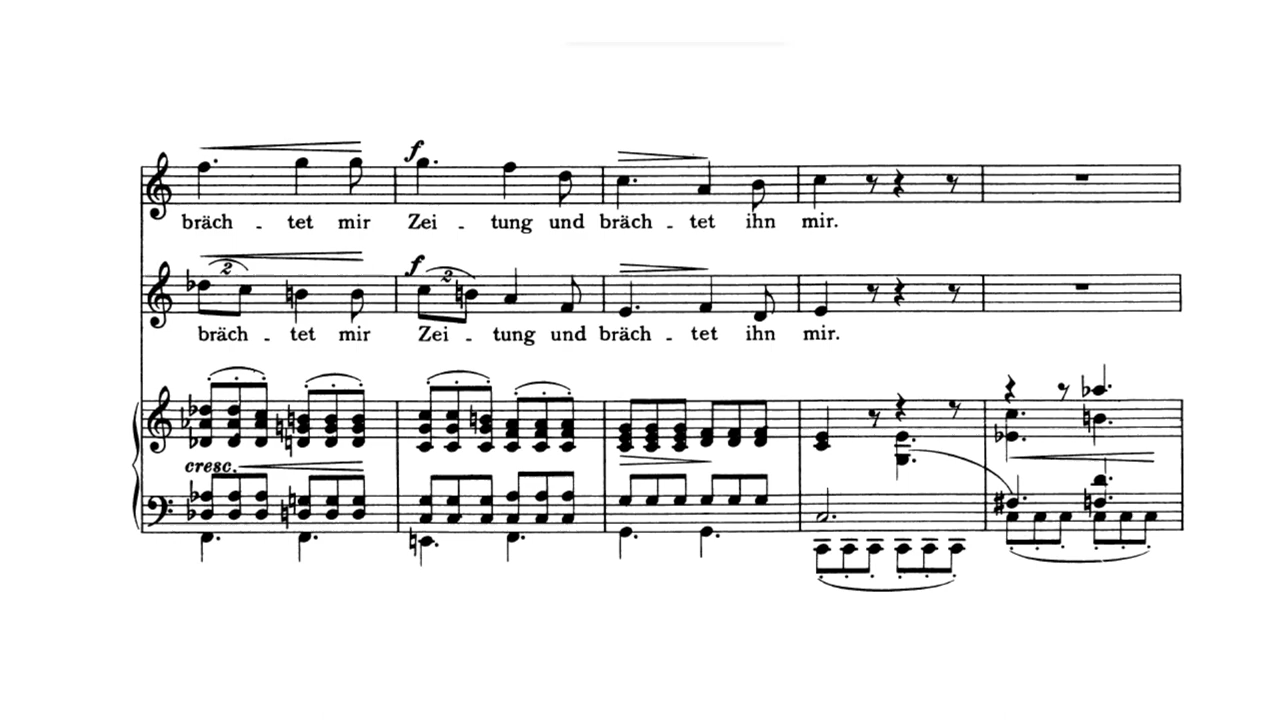 f
bräch - tet mir Zei - tung und bräch - tet ihn mir.
2 f 2
bräch - tet mir Zei - tung und bräch - tet ihn mir.
cresc.